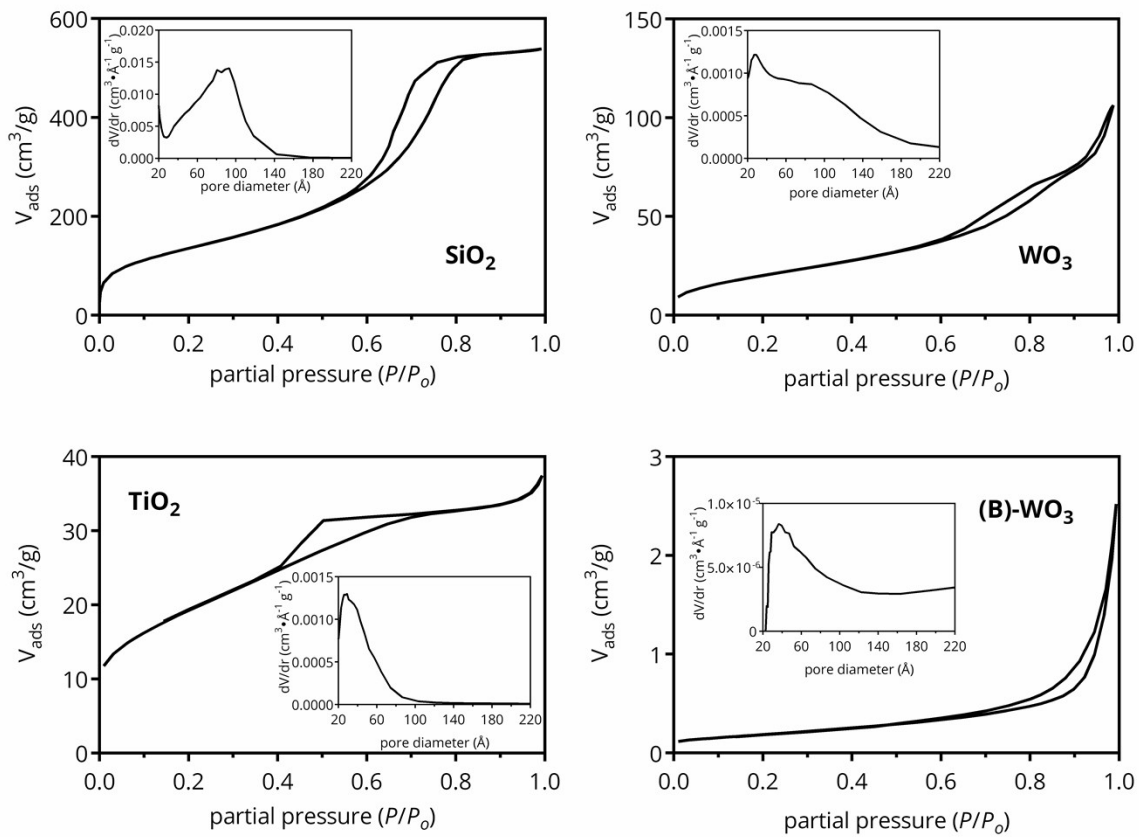 600
400
200
0
V_ads (cm³/g)
0.0 0.2 0.4 0.6 0.8 1.0
partial pressure (P/P_o)
SiO₂
0.020
0.015
0.010
0.005
0.000
dV/dr (cm³•Å⁻¹ g⁻¹)
20 60 100 140 180 220
pore diameter (Å)
150
100
50
0
V_ads (cm³/g)
0.0 0.2 0.4 0.6 0.8 1.0
partial pressure (P/P_o)
WO₃
0.0015
0.0010
0.0005
0.0000
dV/dr (cm³•Å⁻¹ g⁻¹)
20 60 100 140 180 220
pore diameter (Å)
40
30
20
10
0
V_ads (cm³/g)
0.0 0.2 0.4 0.6 0.8 1.0
partial pressure (P/P_o)
TiO₂
0.0015
0.0010
0.0005
0.0000
dV/dr (cm³•Å⁻¹ g⁻¹)
20 60 100 140 180 220
pore diameter (Å)
3
2
1
0
V_ads (cm³/g)
0.0 0.2 0.4 0.6 0.8 1.0
partial pressure (P/P_o)
(B)-WO₃
1.0×10⁻⁵
5.0×10⁻⁶
0
dV/dr (cm³•Å⁻¹ g⁻¹)
20 60 100 140 180 220
pore diameter (Å)